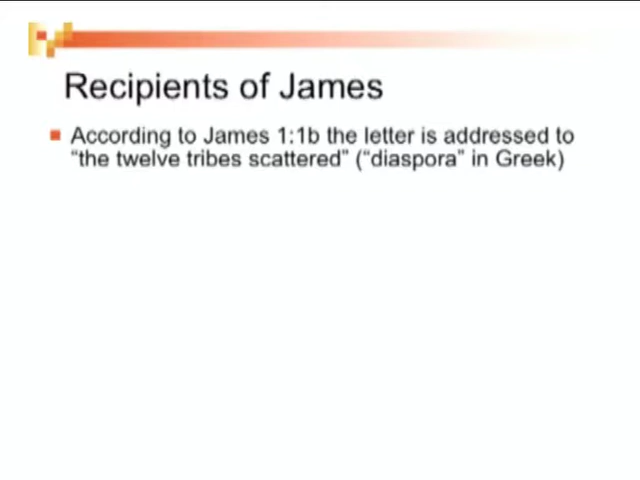 Recipients of James
According to James 1:1b the letter is addressed to
"the twelve tribes scattered" ("diaspora" in Greek)